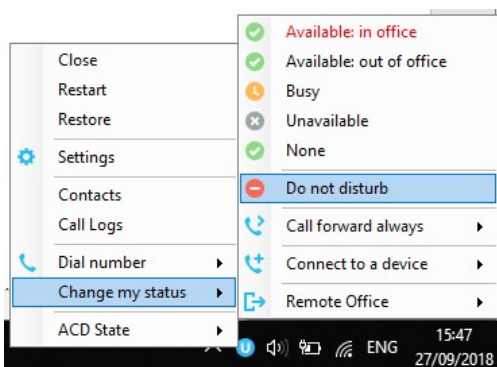 Close
Restart
Restore
Settings
Contacts
Call Logs
Dial number
Change my status
ACD State
Available: in office
Available: out of office
Busy
Unavailable
None
Do not disturb
Call forward always
Connect to a device
Remote Office
U
ENG
15:47
27/09/2018